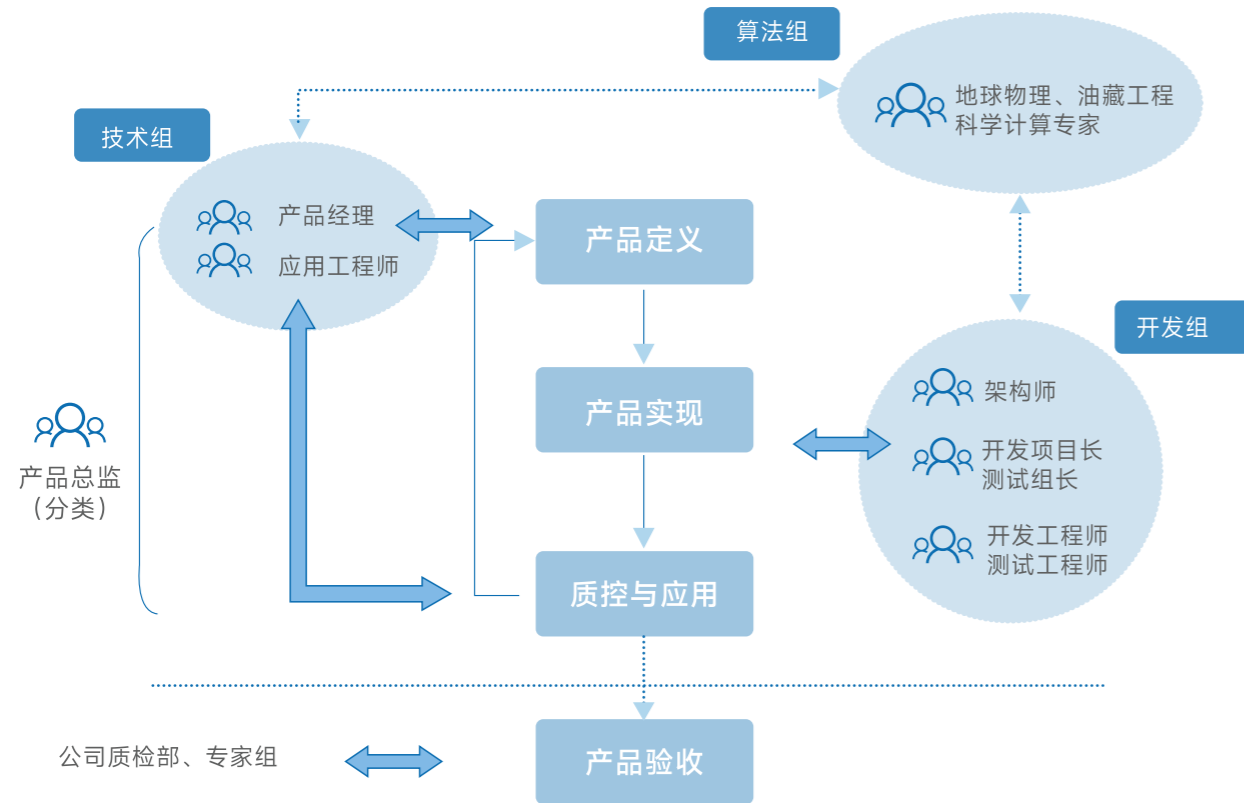 算法组
地球物理、油藏工程
科学计算专家
技术组
产品经理
应用工程师
产品定义
开发组
架构师
产品实现
开发项目长
测试组长
产品总监
（分类）
开发工程师
测试工程师
质控与应用
公司质检部、专家组
产品验收